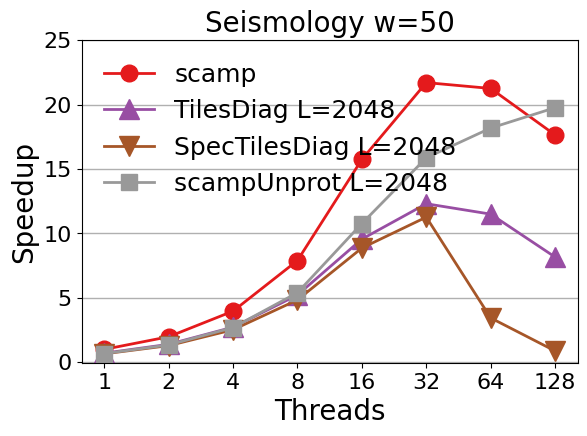 Seismology w=50
25
20
15
10
5
0
Speedup
scamp
TilesDiag L=2048
SpecTilesDiag L=2048
scampUnprot L=2048
1 2 4 8 16 32 64 128
Threads